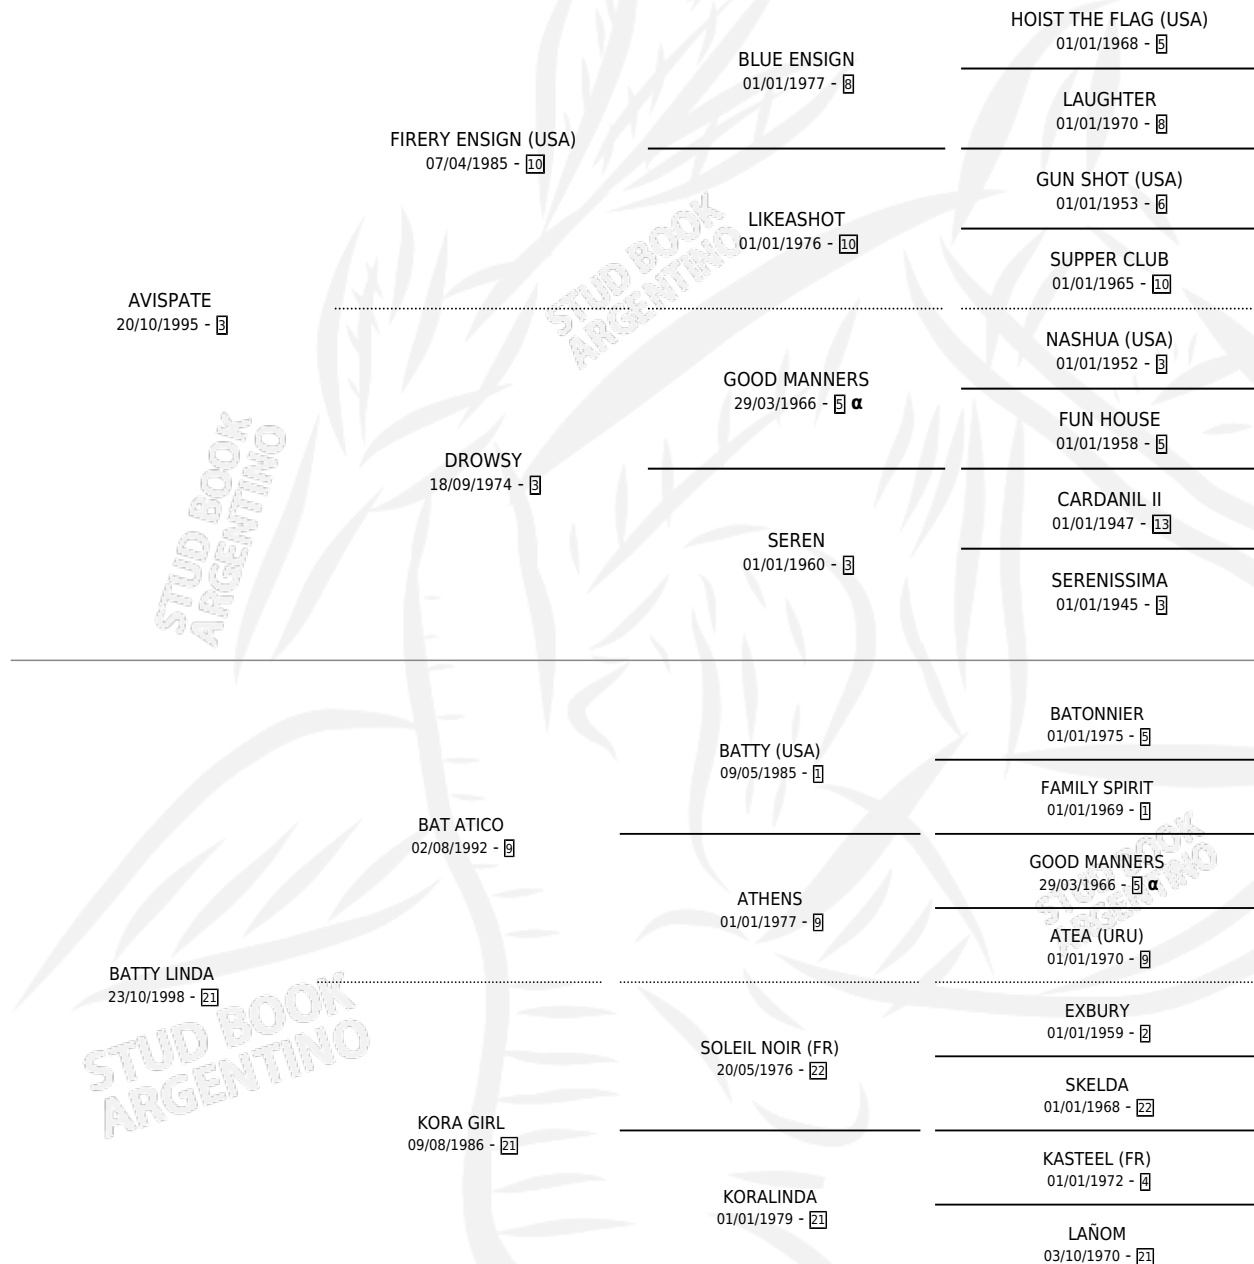 HOIST THE FLAG (USA)
01/01/1968 - 5
BLUE ENSIGN
01/01/1977 - 8
LAUGHTER
01/01/1970 - 8
FIRERY ENSIGN (USA)
07/04/1985 - 10
GUN SHOT (USA)
01/01/1953 - 6
LIKEASHOT
01/01/1976 - 10
SUPPER CLUB
01/01/1965 - 10
AVISPATE
20/10/1995 - 3
NASHUA (USA)
01/01/1952 - 3
GOOD MANNERS
29/03/1966 - 5 α
FUN HOUSE
01/01/1958 - 5
DROWSY
18/09/1974 - 3
CARDANIL II
01/01/1947 - 13
SEREN
01/01/1960 - 3
SERENISSIMA
01/01/1945 - 3
BATONNIER
01/01/1975 - 5
BATTY (USA)
09/05/1985 - 1
FAMILY SPIRIT
01/01/1969 - 1
BAT ATICO
02/08/1992 - 9
GOOD MANNERS
29/03/1966 - 5 α
ATHENS
01/01/1977 - 9
ATEA (URU)
01/01/1970 - 9
BATTY LINDA
23/10/1998 - 21
EXBURY
01/01/1959 - 2
SOLEIL NOIR (FR)
20/05/1976 - 22
SKELDA
01/01/1968 - 22
KORA GIRL
09/08/1986 - 21
KASTEEL (FR)
01/01/1972 - 4
KORALINDA
01/01/1979 - 21
LAÑOM
03/10/1970 - 21
STUD BOOK
ARGENTINO
STUD BOOK
ARGENTINO
STUD BOOK
ARGENTINO
STUD BOOK
ARGENTINO